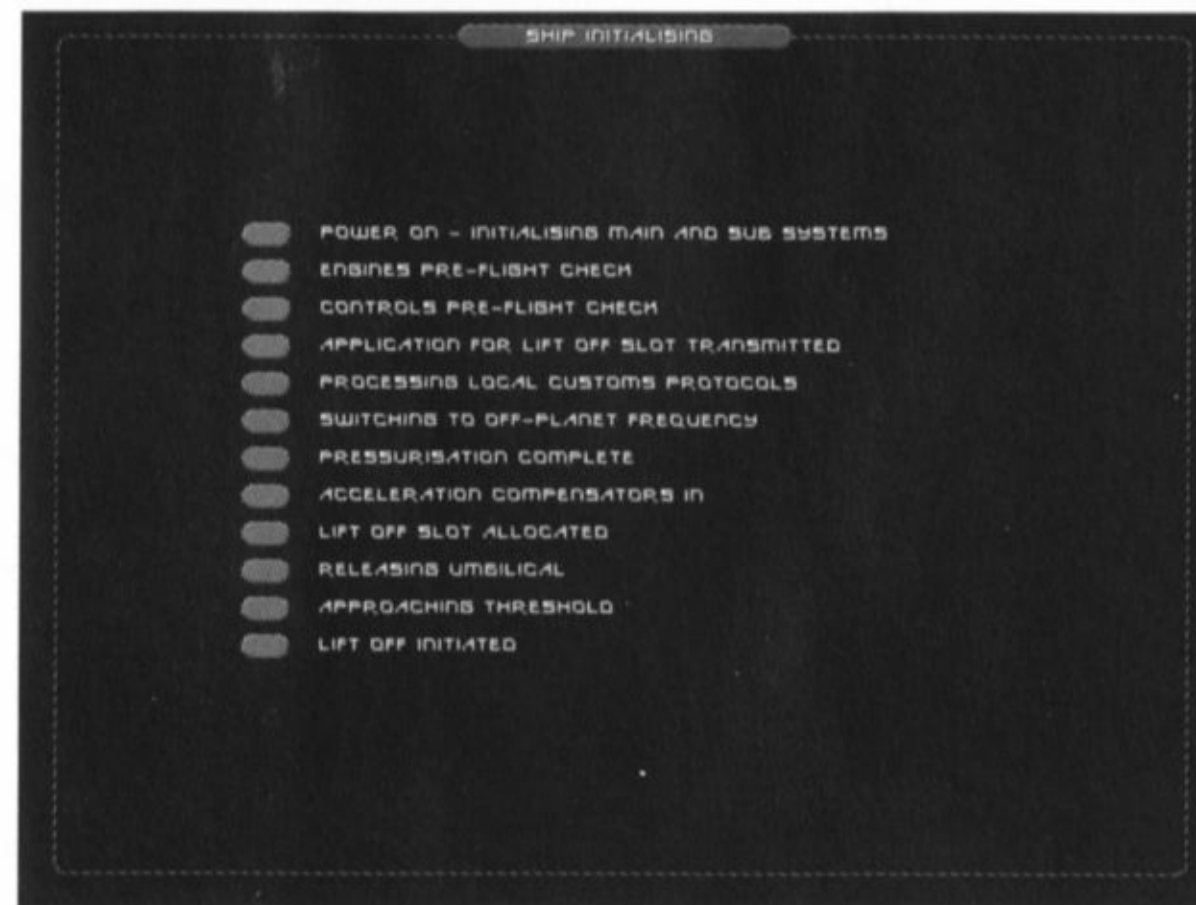 SHIP INITIALISING
POWER ON - INITIALISING MAIN AND SUB SYSTEMS
ENGINES PRE-FLIGHT CHECK
CONTROLS PRE-FLIGHT CHECK
APPLICATION FOR LIFT OFF SLOT TRANSMITTED
PROCESSING LOCAL CUSTOMS PROTOCOLS
SWITCHING TO OFF-PLANET FREQUENCY
PRESSURISATION COMPLETE
ACCELERATION COMPENSATORS IN
LIFT OFF SLOT ALLOCATED
RELEASING UMBILICAL
APPROACHING THRESHOLD
LIFT OFF INITIATED